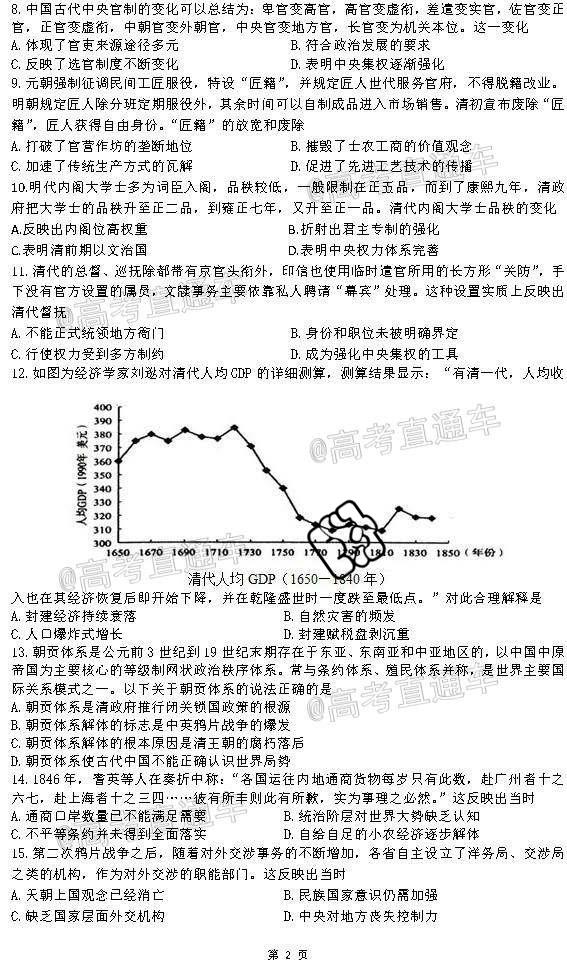 8. 中国古代中央官制的变化可以总结为：卑官变高官，高官变虚衔，差遣变实官，佐官变正
官，正官变虚衔，中朝官变外朝官，中央官变地方官，长官变为机关本位。这一变化
A. 体现了官吏来源途径多元 B. 符合政治发展的要求
C. 反映了选官制度不断变化 D. 表明中央集权逐渐强化
9. 元朝强制征调民间工匠服役，特设“匠籍”，并规定匠人世代服务官府，不得脱籍改业。
明朝规定匠人除分班定期服役外，其余时间可以自制成品进入市场销售。清初宣布废除“匠
籍”，匠人获得自由身份。“匠籍”的放宽和废除
A. 打破了官营作坊的垄断地位 B. 摧毁了士农工商的价值观念
C. 加速了传统生产方式的瓦解 D. 促进了先进工艺技术的传播
10.明代内阁大学士多为词臣入阁，品秩较低，一般限制在正五品，而到了康熙九年，清政
府把大学士的品秩升至正二品，到雍正七年，又升至正一品。清代内阁大学士品秩的变化
A.反映出内阁位高权重 B.折射出君主专制的强化
C.表明清前期以文治国 D.表明中央权力体系完善
11. 清代的总督、巡抚除都带有京官头衔外，印信也使用临时遣官所用的长方形“关防”，手
下没有官方设置的属员，文牍事务主要依靠私人聘请“幕宾”处理。这种设置实质上反映出
清代督抚
A. 不能正式统领地方衙门 B. 身份和职位未被明确界定
C. 行使权力受到多方制约 D. 成为强化中央集权的工具
12. 如图为经济学家刘逖对清代人均GDP 的详细测算，测算结果显示：“有清一代，人均收
人均GDP（1990年 美元）
400
390
380
370
360
350
340
330
320
310
300
1650 1670 1690 1710 1730 1750 1770 1790 1810 1830 1850（年份）
清代人均 GDP（1650—1840 年）
入也在其经济恢复后即开始下降，并在乾隆盛世时一度跌至最低点。”对此合理解释是
A. 封建经济持续衰落 B. 自然灾害的频发
C. 人口爆炸式增长 D. 封建赋税盘剥沉重
13. 朝贡体系是公元前 3 世纪到 19 世纪末期存在于东亚、东南亚和中亚地区的，以中国中原
帝国为主要核心的等级制网状政治秩序体系。常与条约体系、殖民体系并称，是世界主要国
际关系模式之一。以下关于朝贡体系的说法正确的是
A. 朝贡体系是清政府推行闭关锁国政策的根源
B. 朝贡体系解体的标志是中英鸦片战争的爆发
C. 朝贡体系解体的根本原因是清王朝的腐朽落后
D. 朝贡体系使古代中国不能正确认识世界局势
14. 1846 年，耆英等人在奏折中称：“各国运往内地通商货物每岁只有此数，赴广州者十之
六七，赴上海者十之三四……彼有所丰则此有所歉，实为事理之必然。”这反映出当时
A. 通商口岸数量已不能满足需要 B. 统治阶层对世界大势缺乏认知
C. 不平等条约并未得到全面落实 D. 自给自足的小农经济逐步解体
15. 第二次鸦片战争之后，随着对外交涉事务的不断增加，各省自主设立了洋务局、交涉局
之类的机构，作为对外交涉的职能部门。这反映出当时
A. 天朝上国观念已经消亡 B. 民族国家意识仍需加强
C. 缺乏国家层面外交机构 D. 中央对地方丧失控制力
第 2 页
@高考直通车
@高考直通车
@高考直通车
@高考直通车
@高考直通车
@高考直通车
@高考直通车